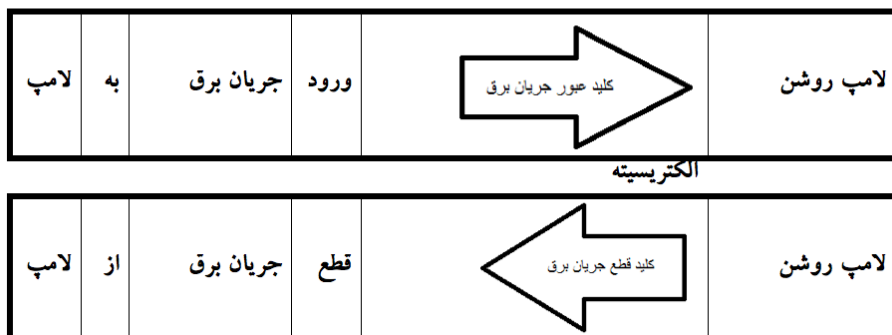 لامپ روشن کلید عبور جریان برق ورود جریان برق به لامپ
الکتریسیته
لامپ روشن کلید قطع جریان برق قطع جریان برق از لامپ